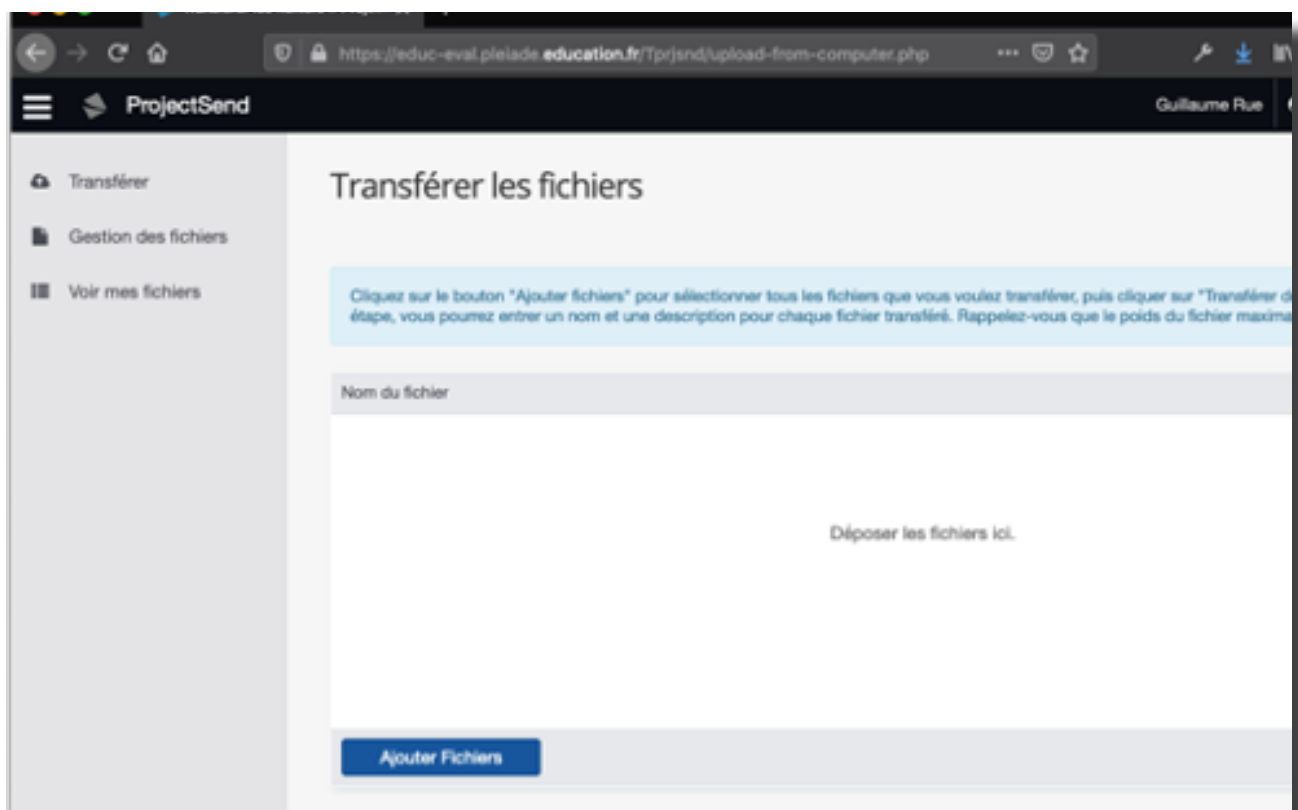 https://educ-eval.pleiade.education.fr/Tprjsnd/upload-from-computer.php
ProjectSend
Guillaume Rue
Transférer
Gestion des fichiers
Voir mes fichiers
Transférer les fichiers
Cliquez sur le bouton "Ajouter fichiers" pour sélectionner tous les fichiers que vous voulez transférer, puis cliquer sur "Transférer
étape, vous pourrez entrer un nom et une description pour chaque fichier transféré. Rappelez-vous que le poids du fichier maxima
Nom du fichier
Déposer les fichiers ici.
Ajouter Fichiers